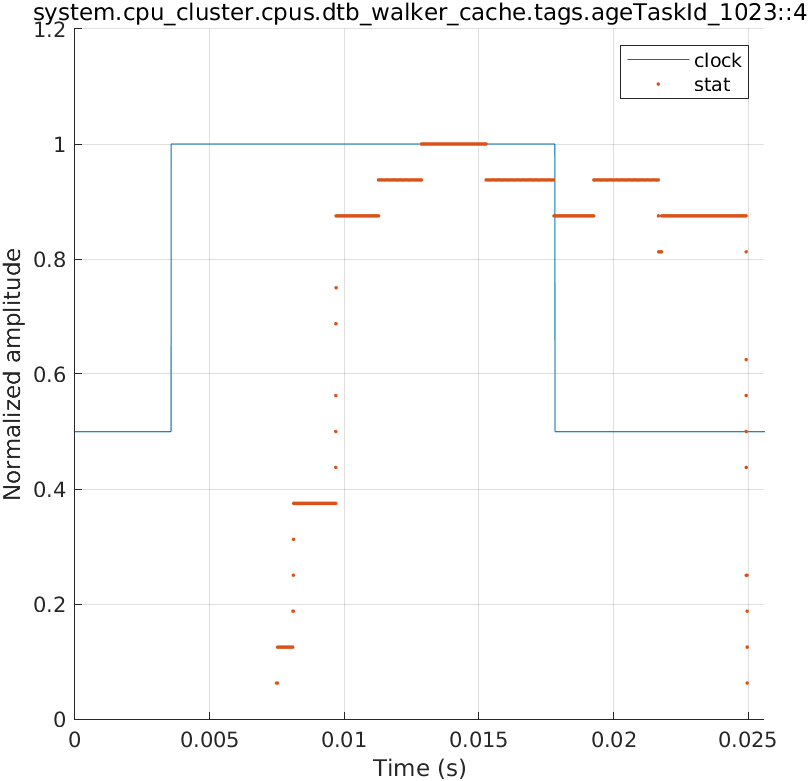 system.cpu_cluster.cpus.dtb_walker_cache.tags.ageTaskId_1023::4
1.2
1
0.8
0.6
0.4
0.2
0
Normalized amplitude
clock
stat
0 0.005 0.01 0.015 0.02 0.025
Time (s)